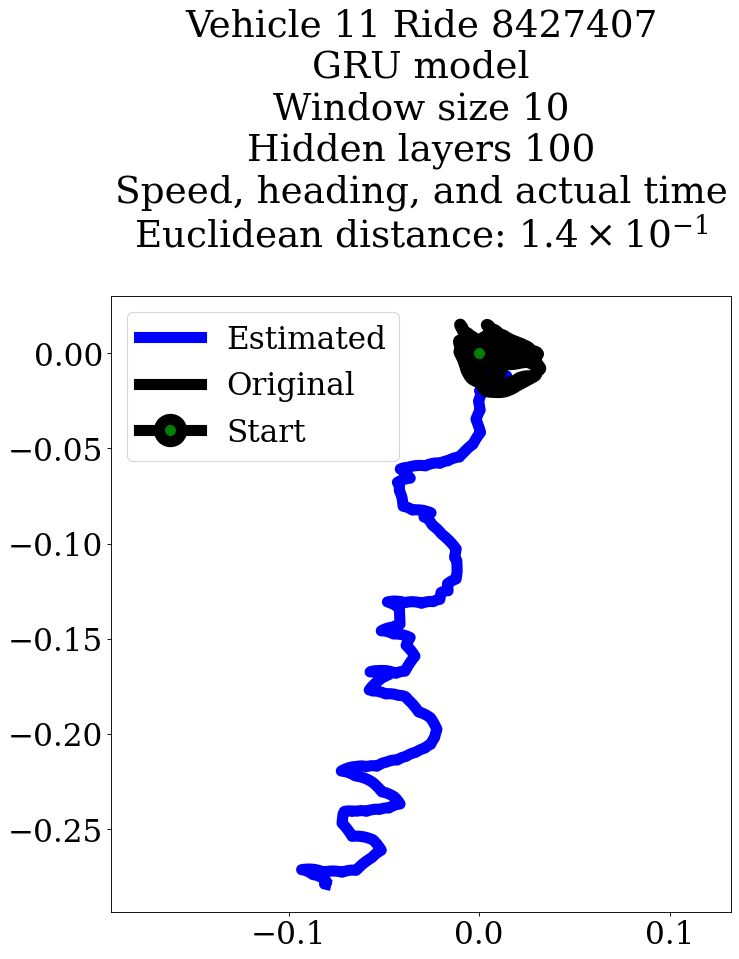 Vehicle 11 Ride 8427407
GRU model
Window size 10
Hidden layers 100
Speed, heading, and actual time
Euclidean distance: 1.4 × 10⁻¹
Estimated
Original
Start
0.00
−0.05
−0.10
−0.15
−0.20
−0.25
−0.1 0.0 0.1